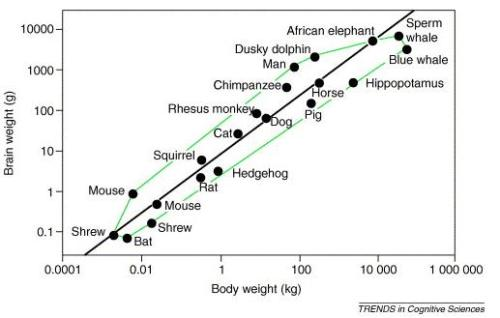 10000
1000
100
10
1
0.1
Brain weight (g)
African elephant
Sperm
whale
Dusky dolphin
Man
Blue whale
Chimpanzee
Hippopotamus
Horse
Rhesus monkey
Pig
Dog
Cat
Squirrel
Hedgehog
Rat
Mouse
Mouse
Shrew
Shrew
Bat
0.0001
0.01
1
100
10 000
1 000 000
Body weight (kg)
TRENDS in Cognitive Sciences